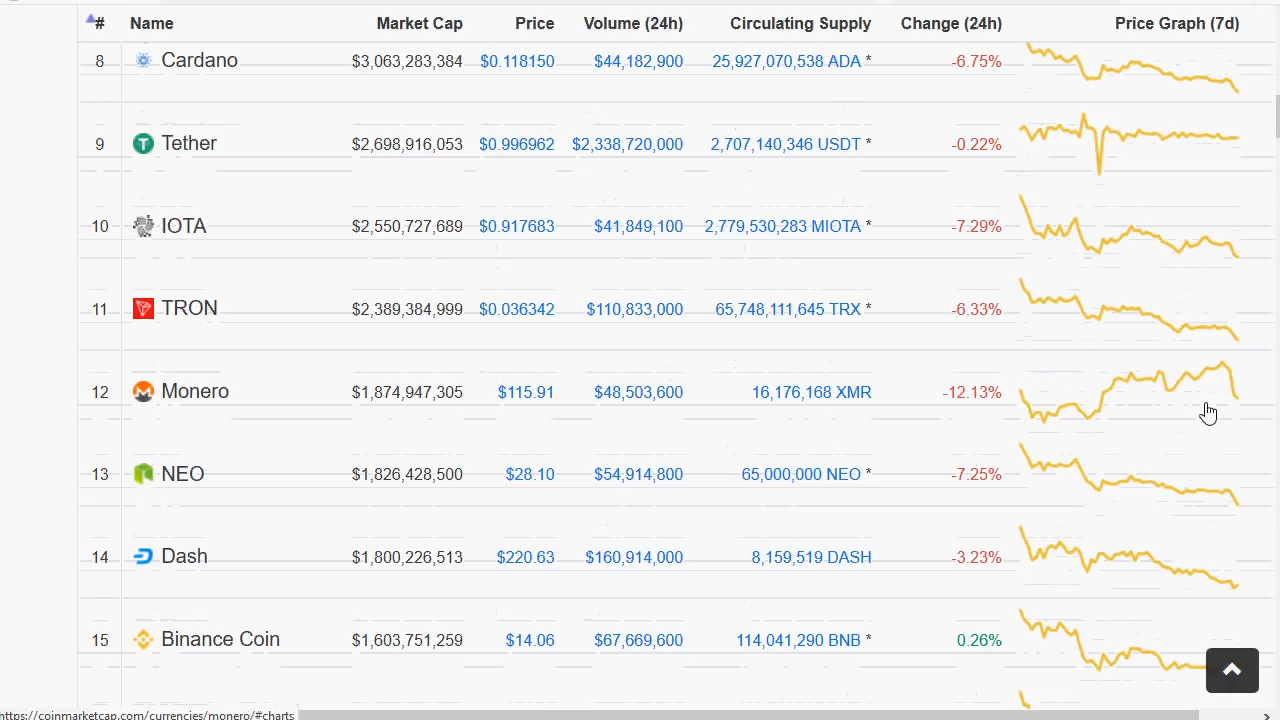 # Name Market Cap Price Volume (24h) Circulating Supply Change (24h) Price Graph (7d)
8 Cardano $3,063,283,384 $0.118150 $44,182,900 25,927,070,538 ADA * -6.75%
9 Tether $2,698,916,053 $0.996962 $2,338,720,000 2,707,140,346 USDT * -0.22%
10 IOTA $2,550,727,689 $0.917683 $41,849,100 2,779,530,283 MIOTA * -7.29%
11 TRON $2,389,434,999 $0.036342 $110,833,000 65,748,111,645 TRX * -6.33%
12 Monero $1,874,947,305 $115.91 $48,503,600 16,176,168 XMR -12.13%
13 NEO $1,826,428,500 $28.10 $54,914,800 65,000,000 NEO * -7.25%
14 Dash $1,800,226,513 $220.63 $160,914,000 8,159,519 DASH -3.23%
15 Binance Coin $1,603,751,259 $14.06 $67,669,600 114,041,290 BNB * 0.26%
https://coinmarketcap.com/currencies/monero/#charts